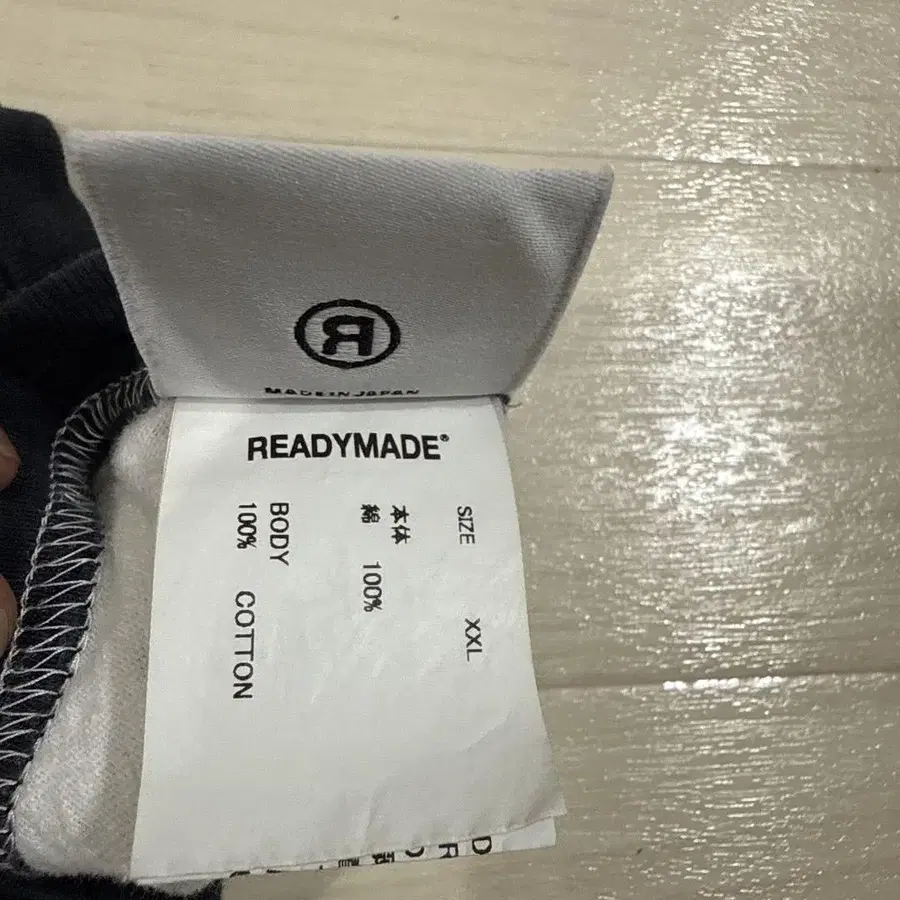 R
MADE IN JAPAN
READYMADE®
SIZE XXL
本体
綿 100%
BODY
100% COTTON